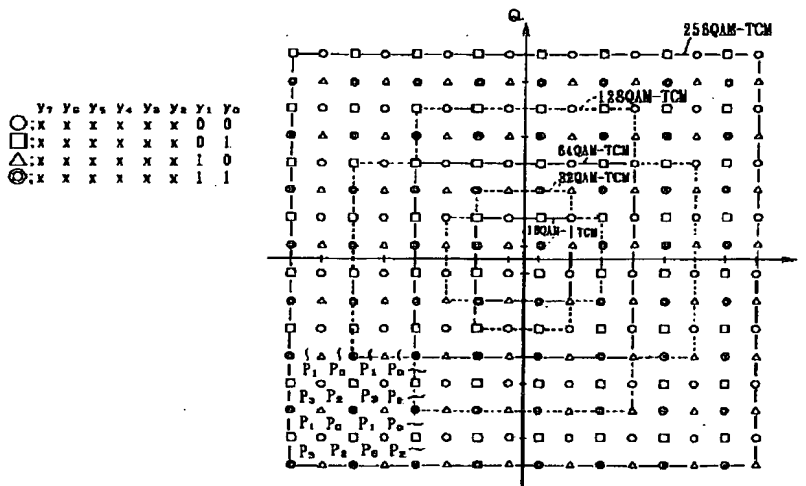 Q
256QAM-TCM
y7 y6 y5 y4 y3 y2 y1 y0
128QAM-TCM
○:x x x x x x 0 0
□:x x x x x x 0 1
64QAM-TCM
△:x x x x x x 1 0
32QAM-TCM
◎:x x x x x x 1 1
16QAM-TCM
P1 P0 P1 P0
P3 P2 P3 P2
P1 P0 P1 P0
P3 P2 P6 P2